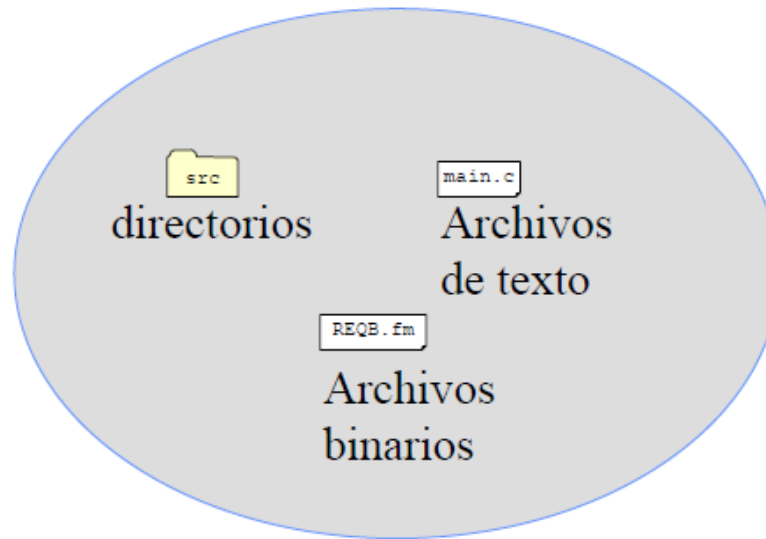 src
directorios
main.c
Archivos
de texto
REQB.fm
Archivos
binarios